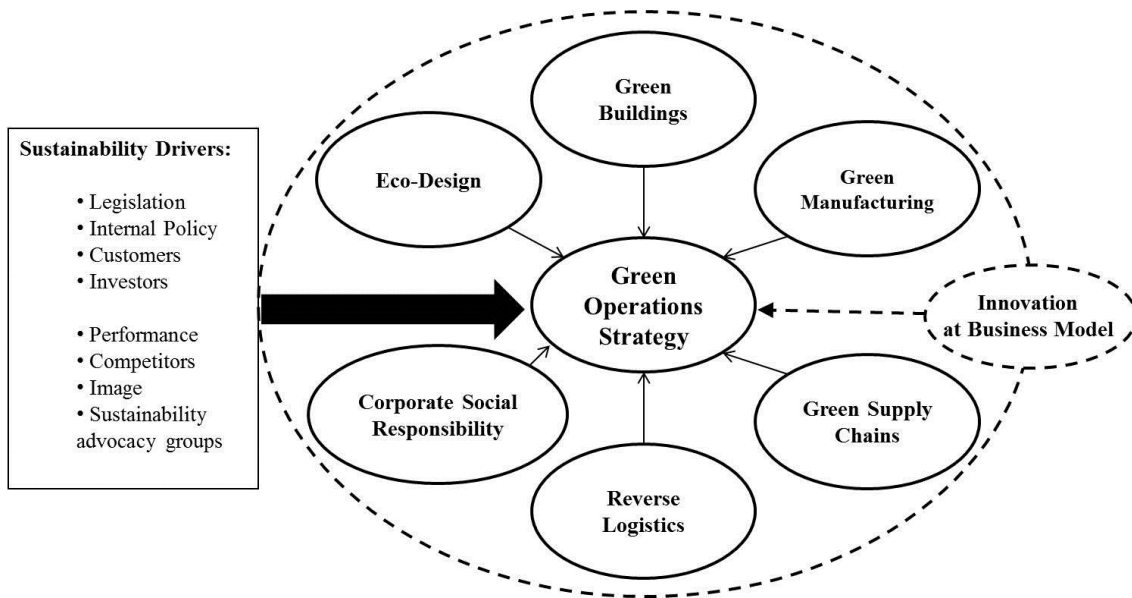 Sustainability Drivers:
• Legislation
• Internal Policy
• Customers
• Investors
• Performance
• Competitors
• Image
• Sustainability
advocacy groups
Green
Buildings
Eco-Design
Green
Manufacturing
Green
Operations
Strategy
Innovation
at Business Model
Corporate Social
Responsibility
Green Supply
Chains
Reverse
Logistics